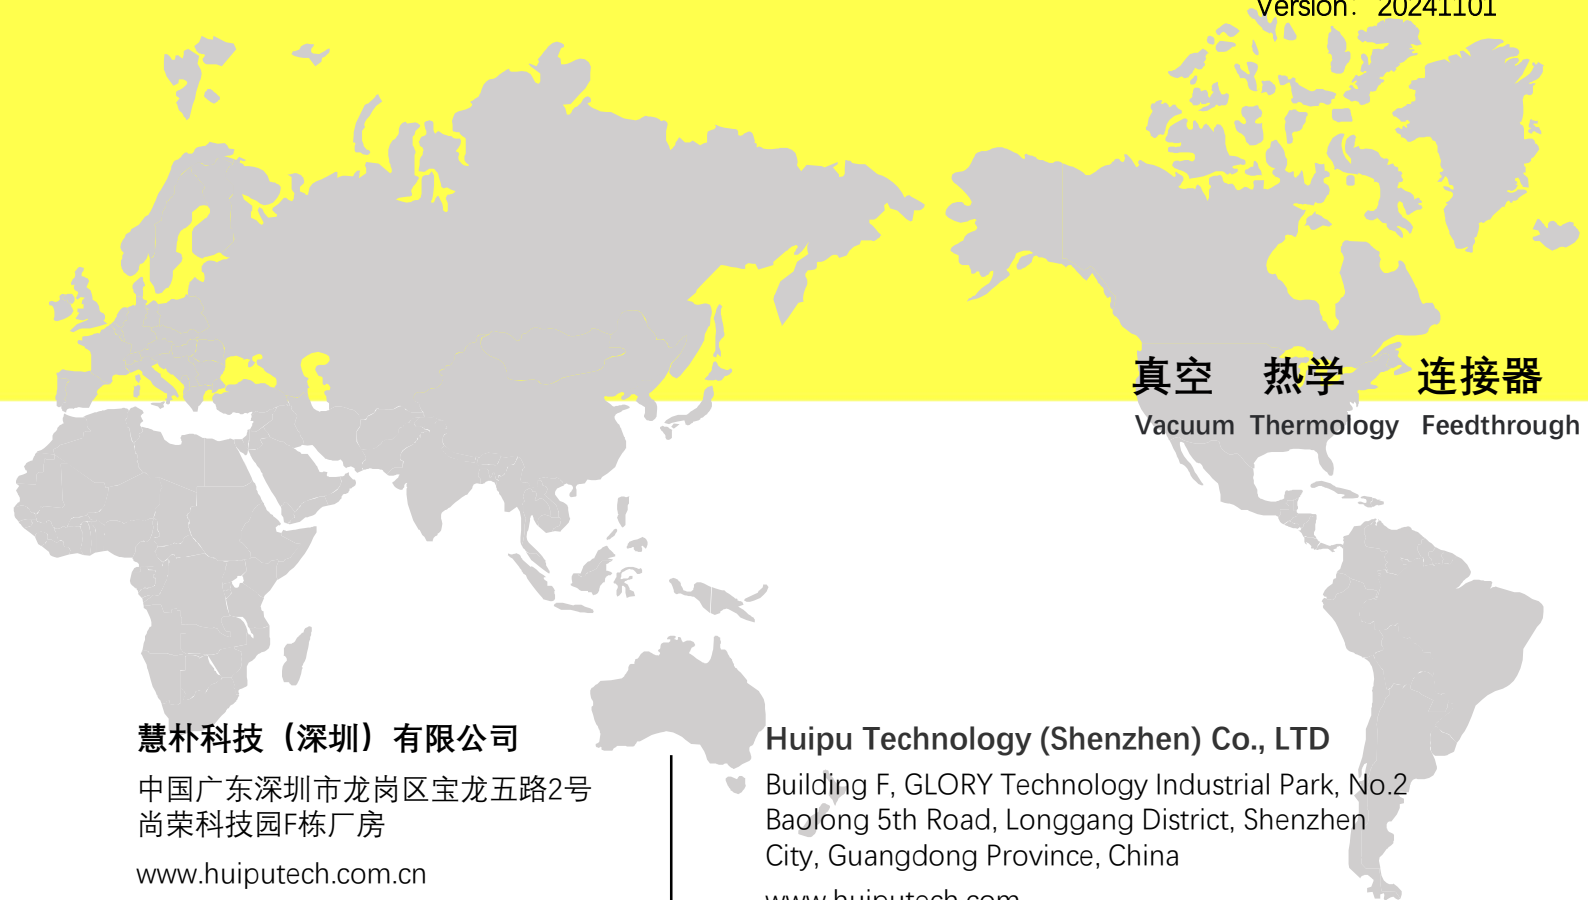 Version： 20241101
真空 热学 连接器
Vacuum Thermology Feedthrough
慧朴科技（深圳）有限公司
中国广东深圳市龙岗区宝龙五路2号
尚荣科技园F栋厂房
www.huiputech.com.cn
Huipu Technology (Shenzhen) Co., LTD
Building F, GLORY Technology Industrial Park, No.2
Baolong 5th Road, Longgang District, Shenzhen
City, Guangdong Province, China
www.huiputech.com